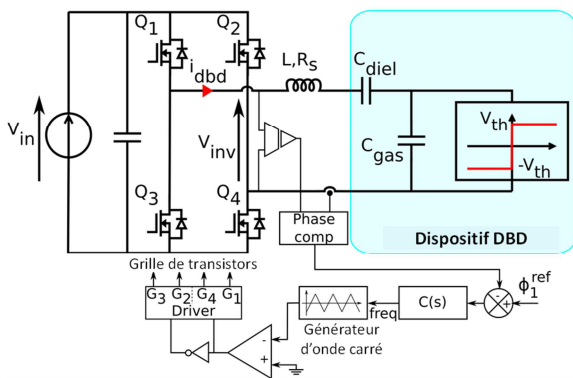 Q1
Q2
i dbd
L,Rs
Cdiel
Vin
Vinv
Cgas
Vth
-Vth
Q3
Q4
Phase
comp
Dispositif DBD
Grille de transistors
G3 G2 G4 G1
Driver
-
+
Générateur
d'onde carré
freq
C(s)
-
+
ϕ1ref